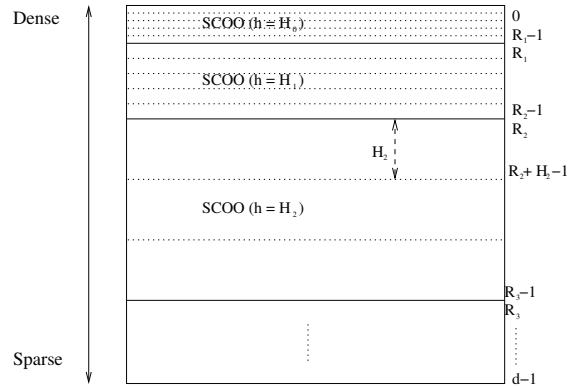 Dense
SCOO (h = H₀)
0
R₁−1
R₁
SCOO (h = H₁)
R₂−1
R₂
H₂
R₂+ H₂−1
SCOO (h = H₂)
R₃−1
R₃
Sparse
d−1